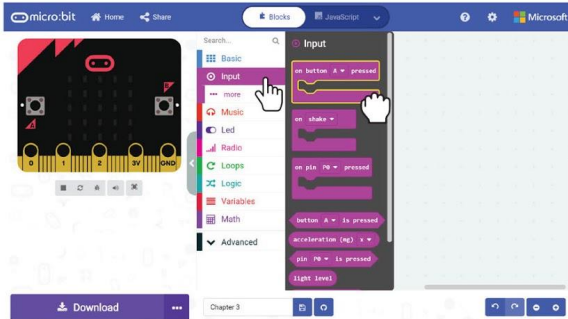 micro:bit Home Share Blocks JavaScript Microsoft
Search...
Basic
Input
more
Music
Led
Radio
Loops
Logic
Variables
Math
Advanced
Input
on button A pressed
on shake
on pin P0 pressed
button A is pressed
acceleration (mg) x
pin P0 is pressed
light level
A
B
0 1 2 3V GND
Download
Chapter 3